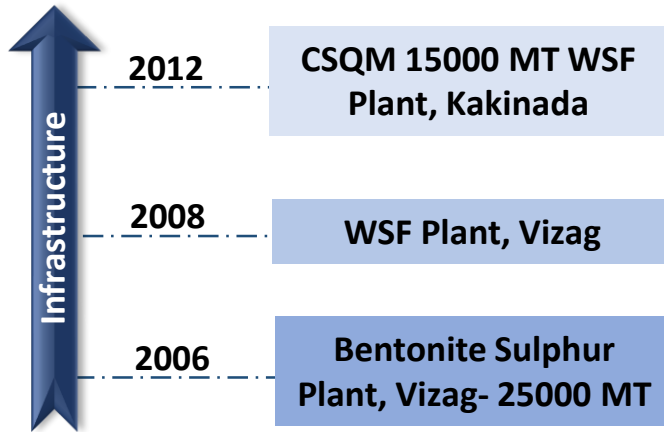 Infrastructure
2012
CSQM 15000 MT WSF
Plant, Kakinada
2008
WSF Plant, Vizag
2006
Bentonite Sulphur
Plant, Vizag- 25000 MT